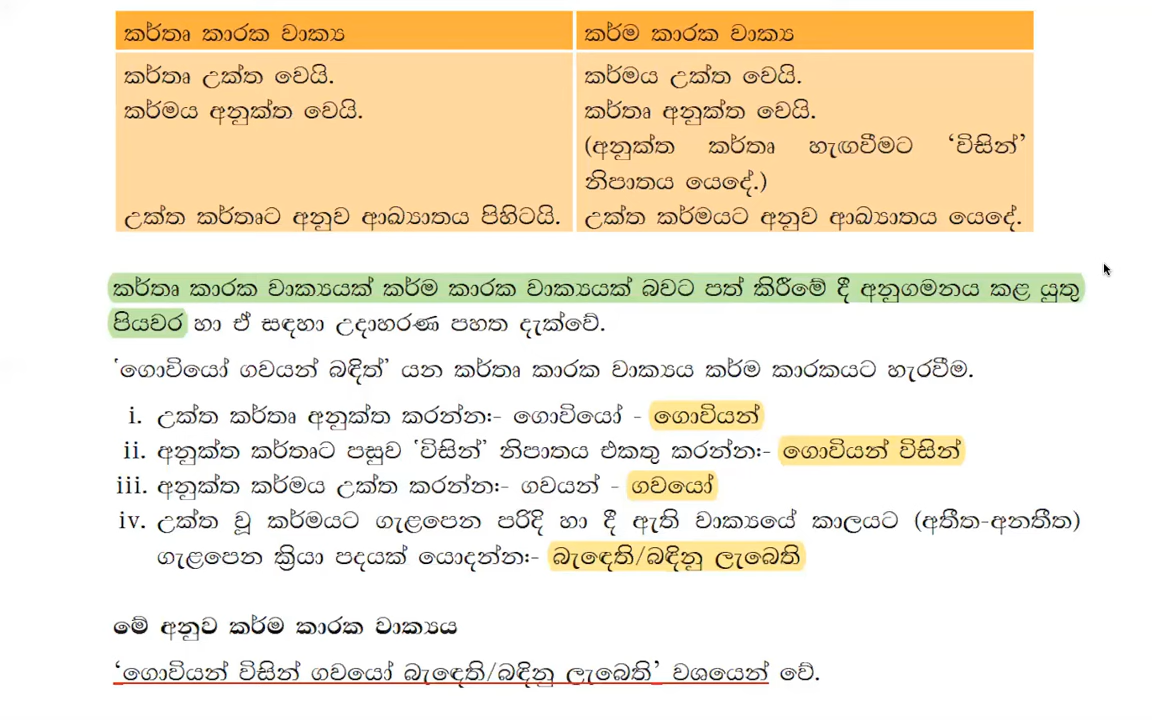 කර්තෘ කාරක වාක්‍ය
කර්ම කාරක වාක්‍ය
කර්තෘ උක්ත වෙයි.
කර්මය අනුක්ත වෙයි.
උක්ත කර්තෘට අනුව ආඛ්‍යාතය පිහිටයි.
කර්මය උක්ත වෙයි.
කර්තෘ අනුක්ත වෙයි.
(අනුක්ත කර්තෘ හැඟවීමට ‘විසින්’
නිපාතය යෙදේ.)
උක්ත කර්මයට අනුව ආඛ්‍යාතය යෙදේ.
කර්තෘ කාරක වාක්‍යයක් කර්ම කාරක වාක්‍යයක් බවට පත් කිරීමේ දී අනුගමනය කළ යුතු
පියවර හා ඒ සඳහා උදාහරණ පහත දැක්වේ.
‘ගොවියෝ ගවයන් බඳිත්’ යන කර්තෘ කාරක වාක්‍යය කර්ම කාරකයට හැරවීම.
i. උක්ත කර්තෘ අනුක්ත කරන්න:- ගොවියෝ - ගොවියන්
ii. අනුක්ත කර්තෘට පසුව ‘විසින්’ නිපාතය එකතු කරන්න:- ගොවියන් විසින්
iii. අනුක්ත කර්මය උක්ත කරන්න:- ගවයන් - ගවයෝ
iv. උක්ත වූ කර්මයට ගැළපෙන පරිදි හා දී ඇති වාක්‍යයේ කාලයට (අතීත-අනතීත)
ගැළපෙන ක්‍රියා පදයක් යොදන්න:- බැඳෙති/බඳිනු ලැබෙති
මේ අනුව කර්ම කාරක වාක්‍යය
‘ගොවියන් විසින් ගවයෝ බැඳෙති/බඳිනු ලැබෙති’ වශයෙන් වේ.